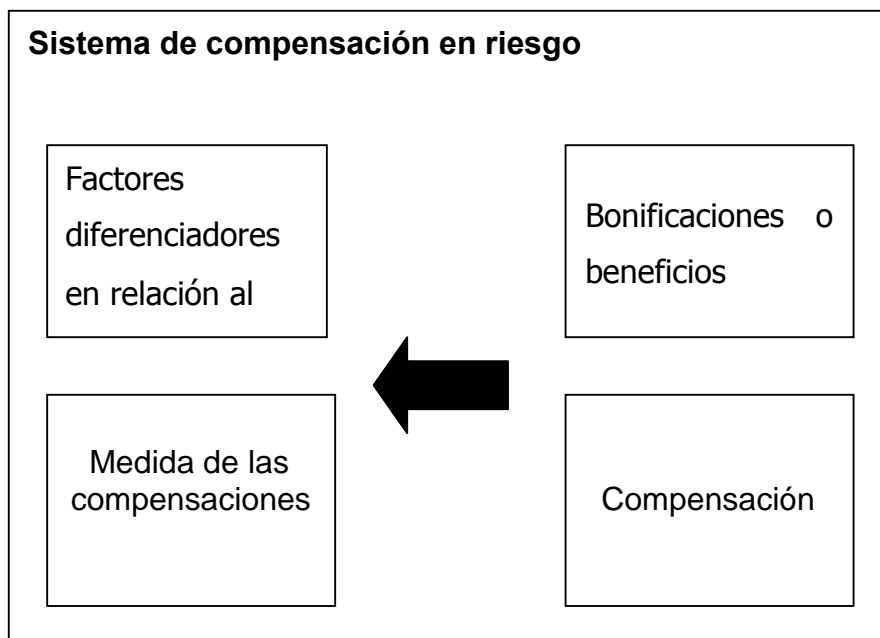 Sistema de compensación en riesgo
Factores
diferenciadores
en relación al
Bonificaciones o
beneficios
Medida de las
compensaciones
Compensación